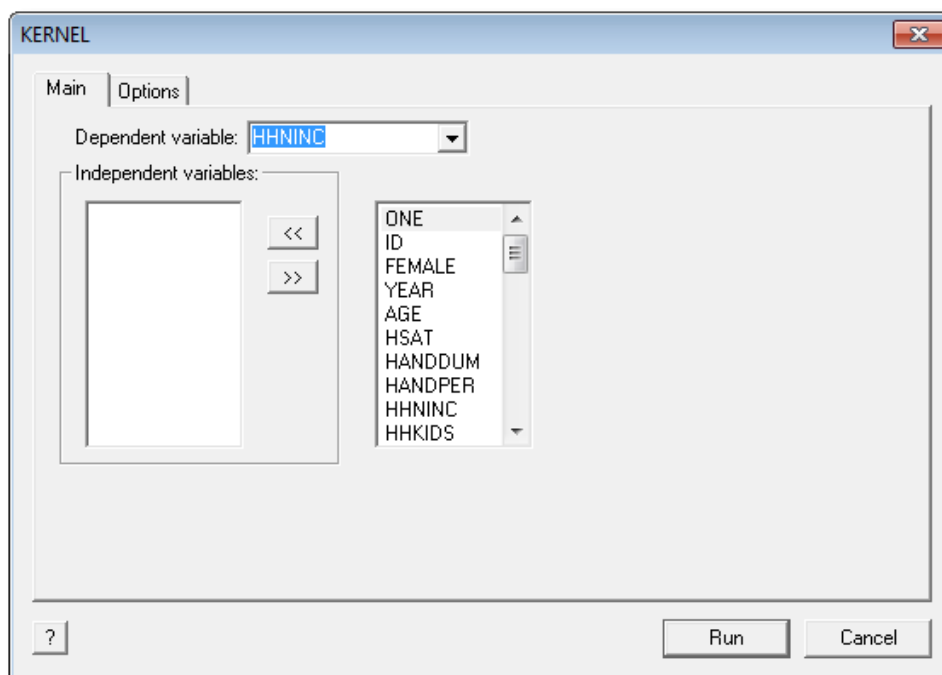 KERNEL
Main Options
Dependent variable: HHNINC
Independent variables:
<<
>>
ONE
ID
FEMALE
YEAR
AGE
HSAT
HANDDUM
HANDPER
HHNINC
HHKIDS
? Run Cancel